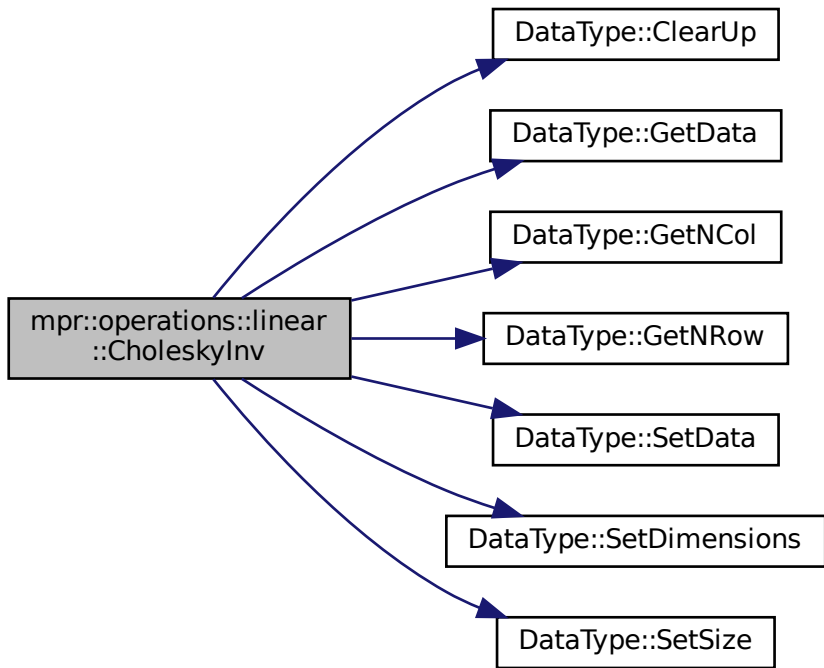 DataType::ClearUp
DataType::GetData
DataType::GetNCol
mpr::operations::linear
::CholeskyInv
DataType::GetNRow
DataType::SetData
DataType::SetDimensions
DataType::SetSize